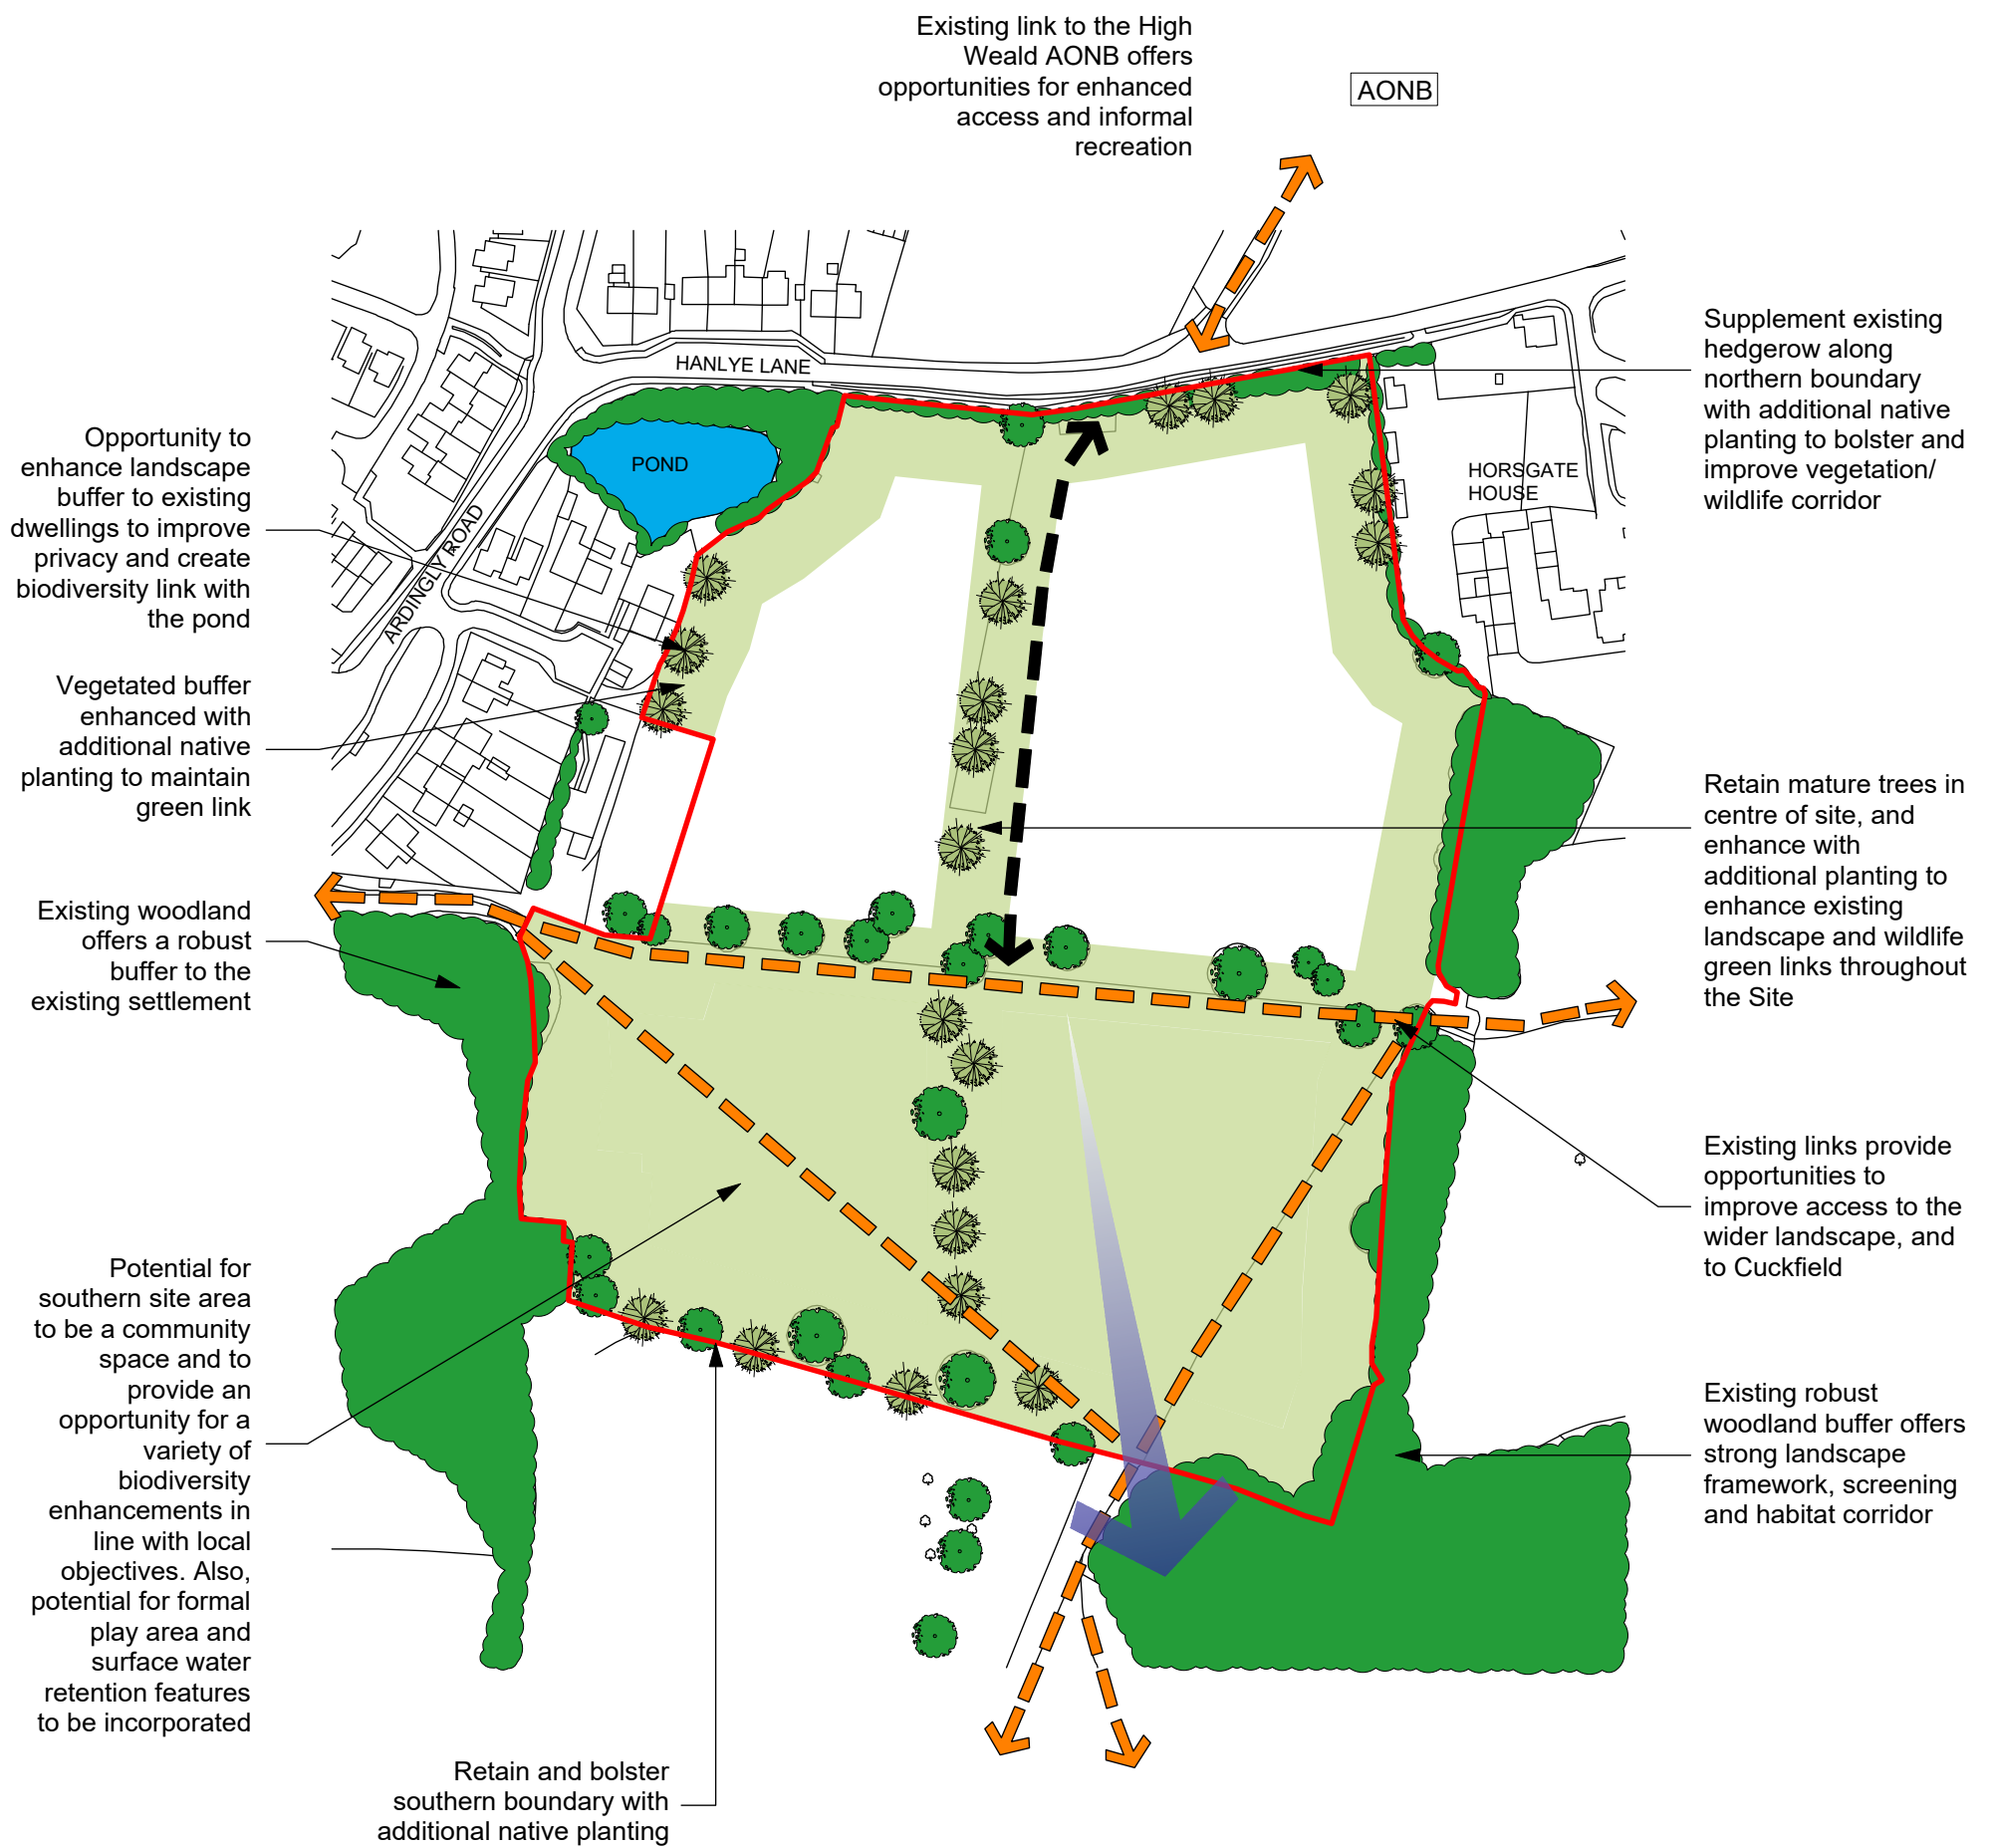 Existing link to the High
Weald AONB offers
opportunities for enhanced
access and informal
recreation
AONB
HANLYE LANE
POND
ARDINGLY ROAD
HORSGATE
HOUSE
Opportunity to
enhance landscape
buffer to existing
dwellings to improve
privacy and create
biodiversity link with
the pond
Vegetated buffer
enhanced with
additional native
planting to maintain
green link
Existing woodland
offers a robust
buffer to the
existing settlement
Potential for
southern site area
to be a community
space and to
provide an
opportunity for a
variety of
biodiversity
enhancements in
line with local
objectives. Also,
potential for formal
play area and
surface water
retention features
to be incorporated
Retain and bolster
southern boundary with
additional native planting
Supplement existing
hedgerow along
northern boundary
with additional native
planting to bolster and
improve vegetation/
wildlife corridor
Retain mature trees in
centre of site, and
enhance with
additional planting to
enhance existing
landscape and wildlife
green links throughout
the Site
Existing links provide
opportunities to
improve access to the
wider landscape, and
to Cuckfield
Existing robust
woodland buffer offers
strong landscape
framework, screening
and habitat corridor